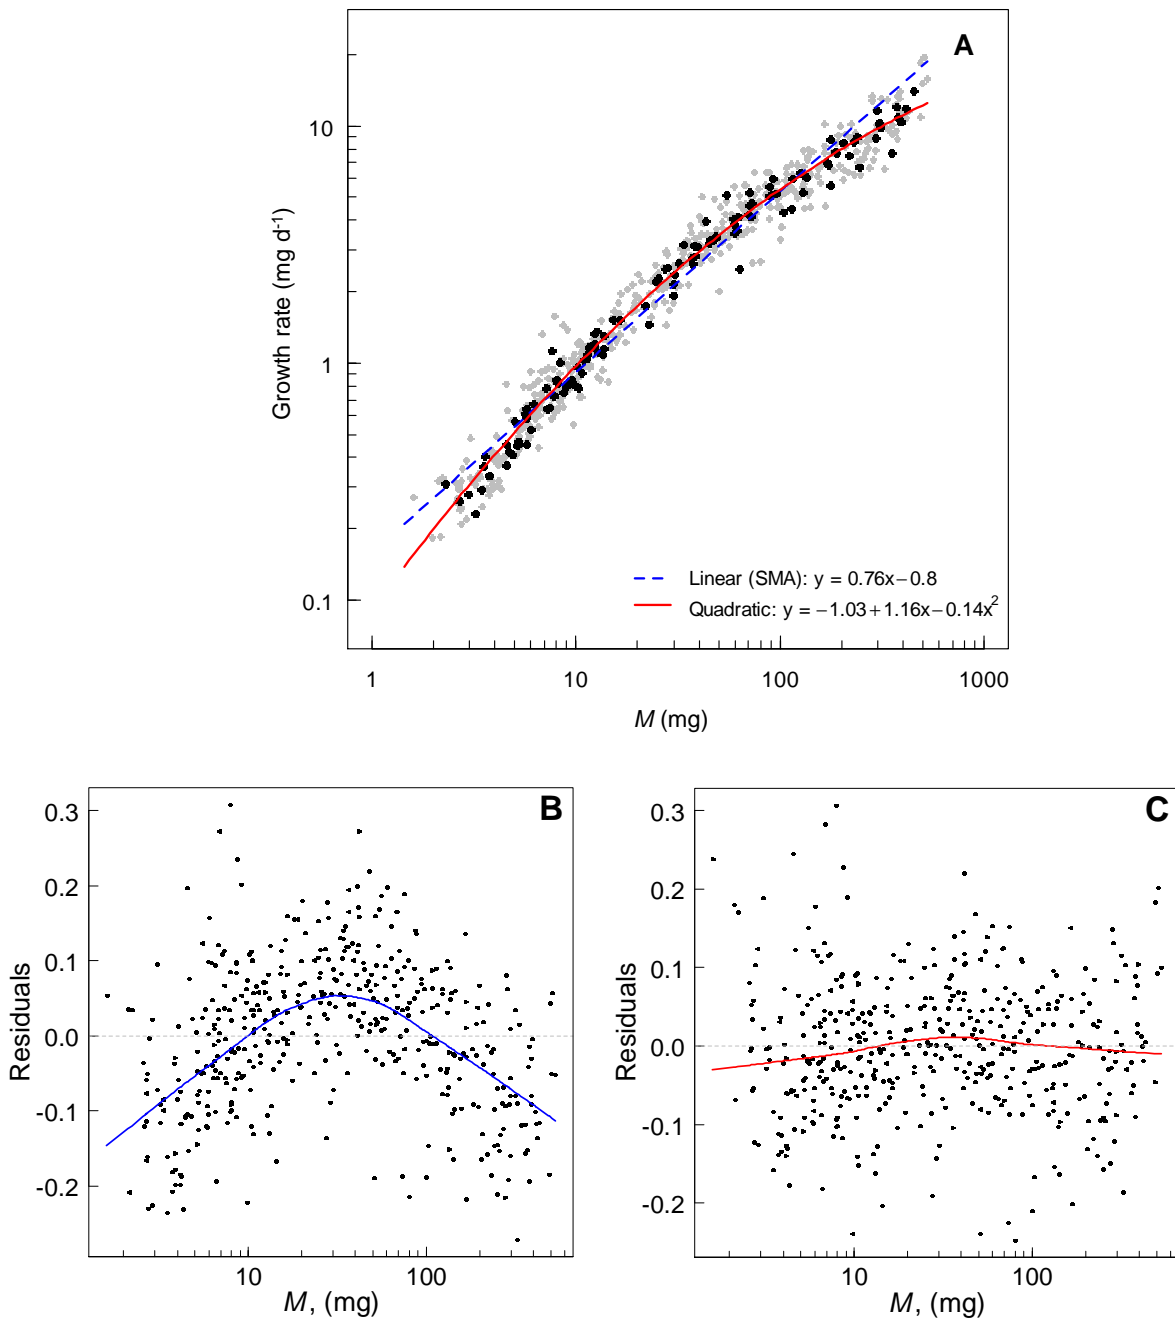 A
10
1
0.1
Growth rate (mg d-1)
Linear (SMA): y = 0.76x−0.8
Quadratic: y = −1.03+1.16x−0.14x2
1 10 100 1000
M (mg)
B
0.3
0.2
0.1
0.0
-0.1
-0.2
Residuals
10 100
M, (mg)
C
0.3
0.2
0.1
0.0
-0.1
-0.2
Residuals
10 100
M, (mg)